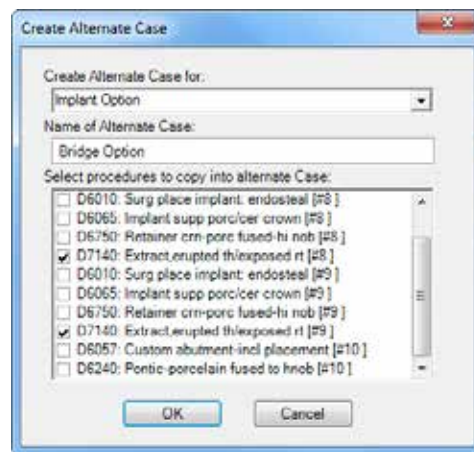 Create Alternate Case
Create Alternate Case for:
Implant Option
Name of Alternate Case:
Bridge Option
Select procedures to copy into alternate Case:
D6010: Surg place implant: endosteal [#8 ]
D6065: Implant supp porc/cer crown [#8 ]
D6750: Retainer crn-porc fused-hi nob [#8 ]
D7140: Extract,erupted th/exposed rt [#8 ]
D6010: Surg place implant: endosteal [#9 ]
D6065: Implant supp porc/cer crown [#9 ]
D6750: Retainer crn-porc fused-hi nob [#9 ]
D7140: Extract,erupted th/exposed rt [#9 ]
D6057: Custom abutment-incl placement [#10 ]
D6240: Pontic-porcelain fused to hnob [#10 ]
OK Cancel